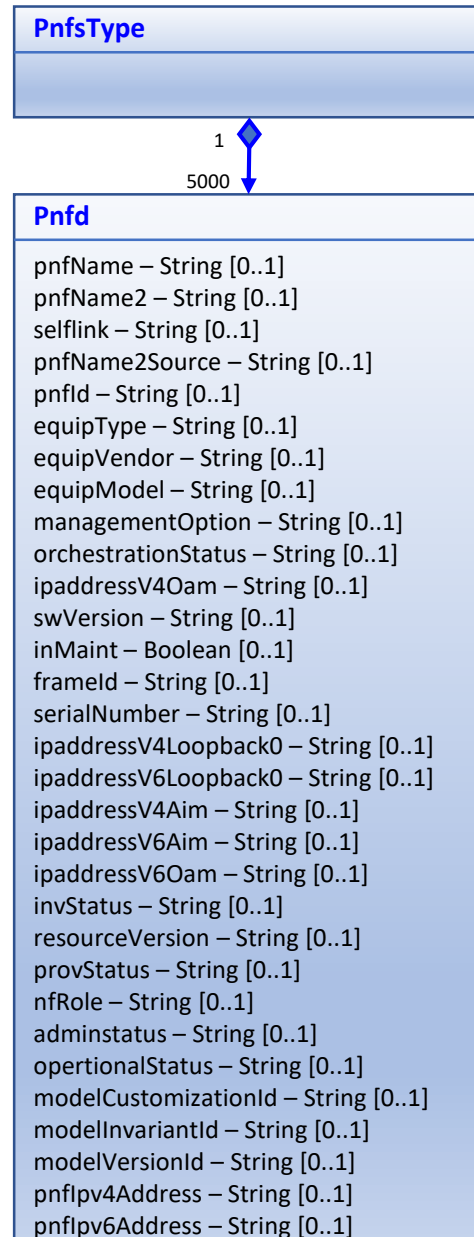 PnfsType
1
5000
Pnfd
pnfName – String [0..1]
pnfName2 – String [0..1]
selflink – String [0..1]
pnfName2Source – String [0..1]
pnfId – String [0..1]
equipType – String [0..1]
equipVendor – String [0..1]
equipModel – String [0..1]
managementOption – String [0..1]
orchestrationStatus – String [0..1]
ipaddressV4Oam – String [0..1]
swVersion – String [0..1]
inMaint – Boolean [0..1]
frameId – String [0..1]
serialNumber – String [0..1]
ipaddressV4Loopback0 – String [0..1]
ipaddressV6Loopback0 – String [0..1]
ipaddressV4Aim – String [0..1]
ipaddressV6Aim – String [0..1]
ipaddressV6Oam – String [0..1]
invStatus – String [0..1]
resourceVersion – String [0..1]
provStatus – String [0..1]
nfRole – String [0..1]
adminstatus – String [0..1]
opertionalStatus – String [0..1]
modelCustomizationId – String [0..1]
modelInvariantId – String [0..1]
modelVersionId – String [0..1]
pnfIpv4Address – String [0..1]
pnfIpv6Address – String [0..1]